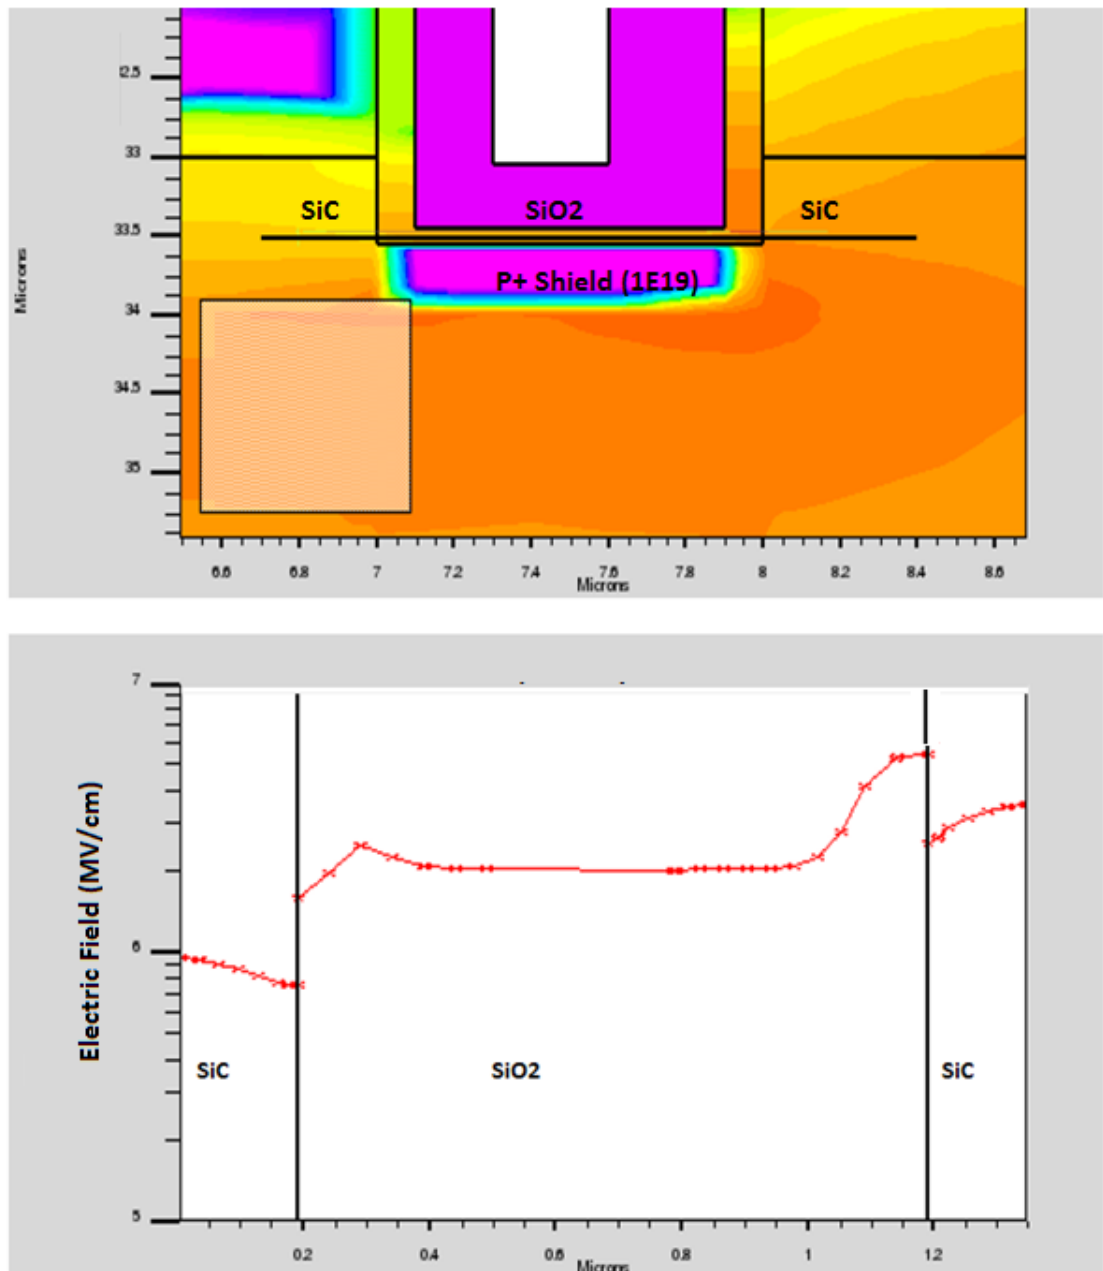 32.5
33
SiC SiO2 SiC
33.5
P+ Shield (1E19)
34
34.5
35
Microns
6.6 6.8 7 7.2 7.4 7.6 7.8 8 8.2 8.4 8.6
Microns
7
6
Electric Field (MV/cm)
SiC SiO2 SiC
5
0.2 0.4 0.6 0.8 1 1.2
Microns